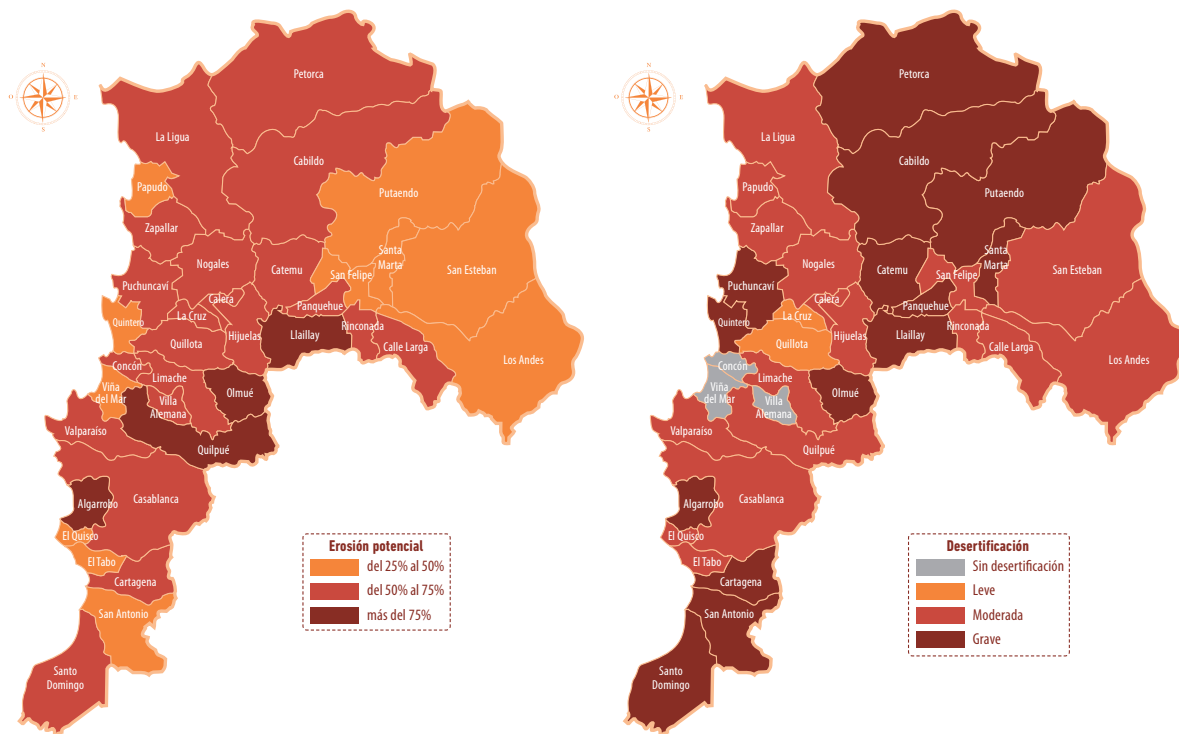 Petorca
La Ligua
Cabildo
Papudo
Putaendo
Zapallar
Santa
Marta
Nogales
Catemu
San Felipe
San Esteban
Puchuncaví
Calera
Panquehue
Quintero
La Cruz
Hijuelas
Llaillay
Rinconada
Quillota
Calle Larga
Los Andes
Concón
Limache
Viña
del Mar
Villa
Alemana
Olmué
Valparaíso
Quilpué
Algarrobo
Casablanca
El Quisco
El Tabo
Cartagena
San Antonio
Santo
Domingo
O
E
S
Erosión potencial
del 25% al 50%
del 50% al 75%
más del 75%
Petorca
La Ligua
Cabildo
Papudo
Putaendo
Zapallar
Santa
Marta
Nogales
Catemu
San Felipe
San Esteban
Puchuncaví
Calera
Panquehue
Quintero
La Cruz
Hijuelas
Llaillay
Rinconada
Quillota
Calle Larga
Los Andes
Concón
Limache
Viña
del Mar
Villa
Alemana
Olmué
Valparaíso
Quilpué
Algarrobo
Casablanca
El Quisco
El Tabo
Cartagena
San Antonio
Santo
Domingo
O
E
S
Desertificación
Sin desertificación
Leve
Moderada
Grave